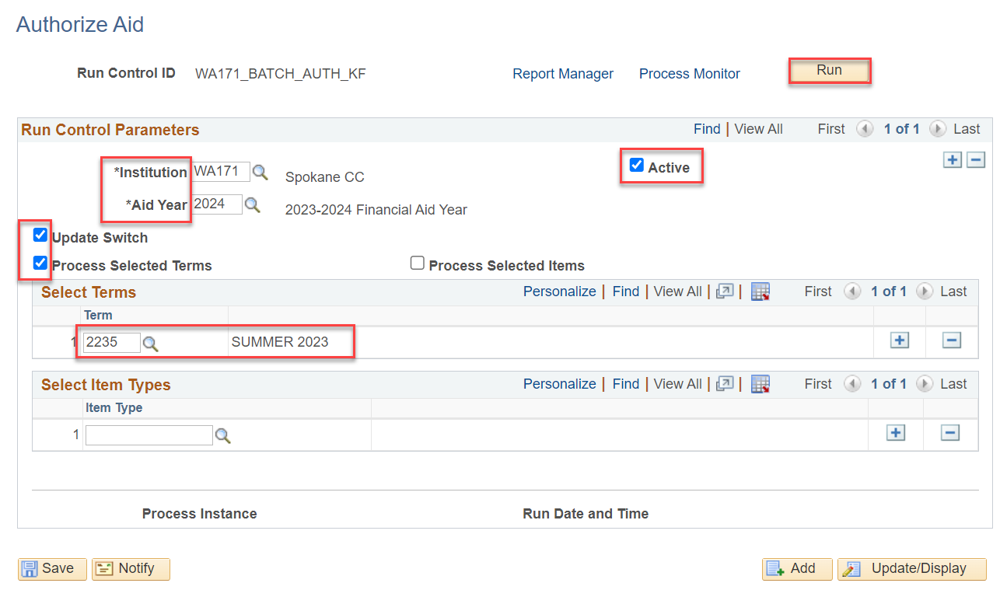 Authorize Aid
Run Control ID WA171_BATCH_AUTH_KF Report Manager Process Monitor Run
Run Control Parameters Find | View All First 1 of 1 Last
*Institution WA171 Spokane CC Active
*Aid Year 2024 2023-2024 Financial Aid Year
Update Switch
Process Selected Terms Process Selected Items
Select Terms Personalize | Find | View All | | First 1 of 1 Last
Term
1 2235 SUMMER 2023
Select Item Types Personalize | Find | View All | | First 1 of 1 Last
Item Type
1
Process Instance Run Date and Time
Save Notify Add Update/Display